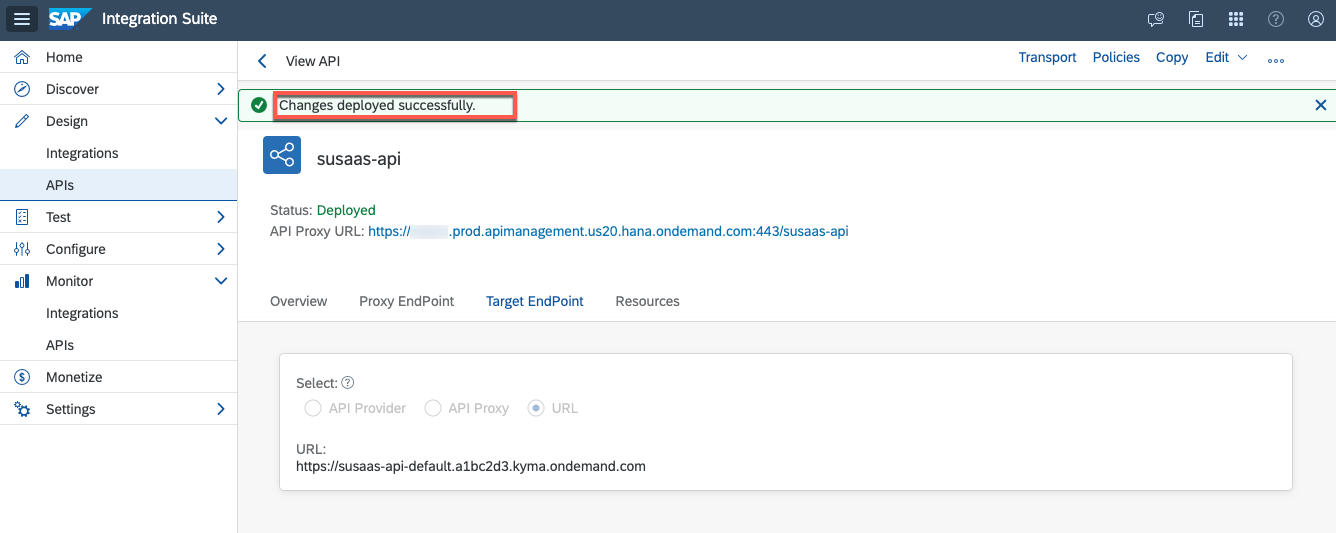 SAP Integration Suite
Home
Discover
Design
Integrations
APIs
Test
Configure
Monitor
Integrations
APIs
Monetize
Settings
View API
Transport Policies Copy Edit
Changes deployed successfully.
susaas-api
Status: Deployed
API Proxy URL: https:// .prod.apimanagement.us20.hana.ondemand.com:443/susaas-api
Overview Proxy EndPoint Target EndPoint Resources
Select:
API Provider API Proxy URL
URL:
https://susaas-api-default.a1bc2d3.kyma.ondemand.com